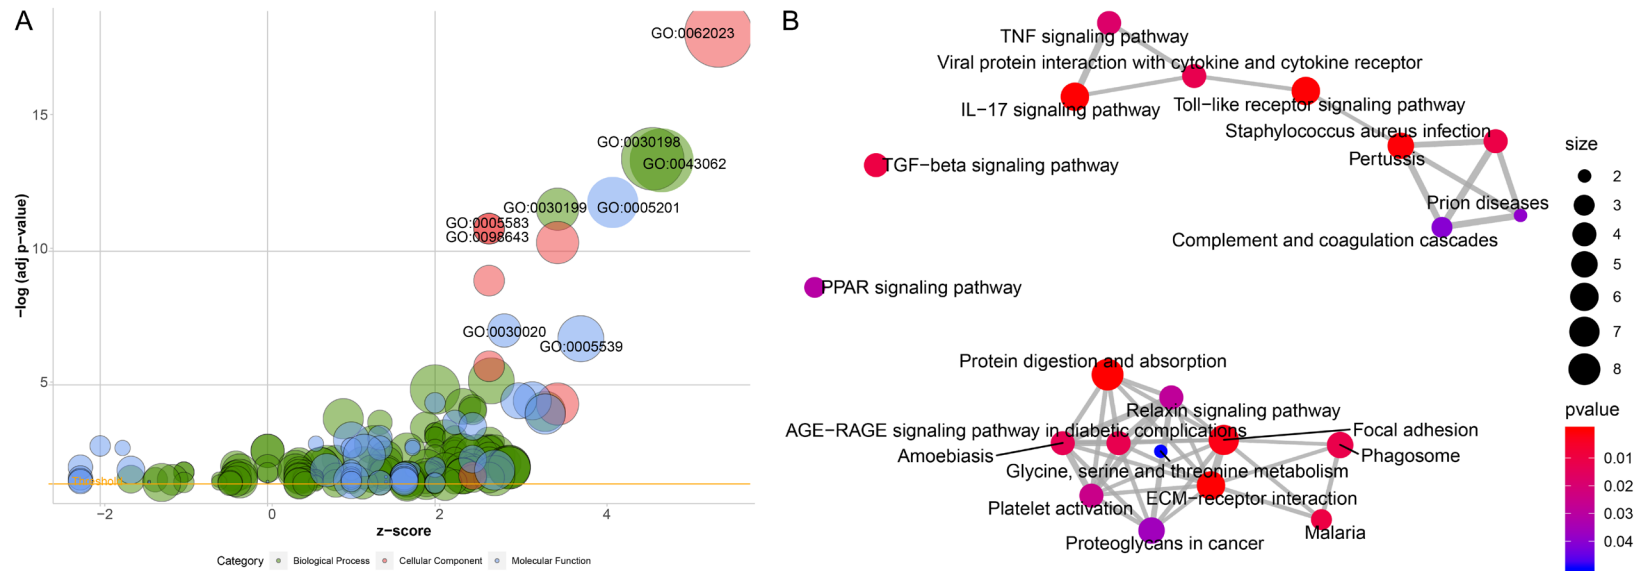 A
GO:0062023
15
GO:0030198
GO:0043062
GO:0030199
GO:0005201
GO:0005583
GO:0098643
10
GO:0030020
GO:0005539
5
Threshold
−log (adj p−value)
−2
0
2
4
z−score
Category
Biological Process
Cellular Component
Molecular Function
B
TNF signaling pathway
Viral protein interaction with cytokine and cytokine receptor
IL−17 signaling pathway
Toll−like receptor signaling pathway
Staphylococcus aureus infection
Pertussis
TGF−beta signaling pathway
Prion diseases
Complement and coagulation cascades
PPAR signaling pathway
Protein digestion and absorption
Relaxin signaling pathway
AGE−RAGE signaling pathway in diabetic complications
Focal adhesion
Amoebiasis
Phagosome
Glycine, serine and threonine metabolism
ECM−receptor interaction
Platelet activation
Malaria
Proteoglycans in cancer
size
2
3
4
5
6
7
8
pvalue
0.01
0.02
0.03
0.04